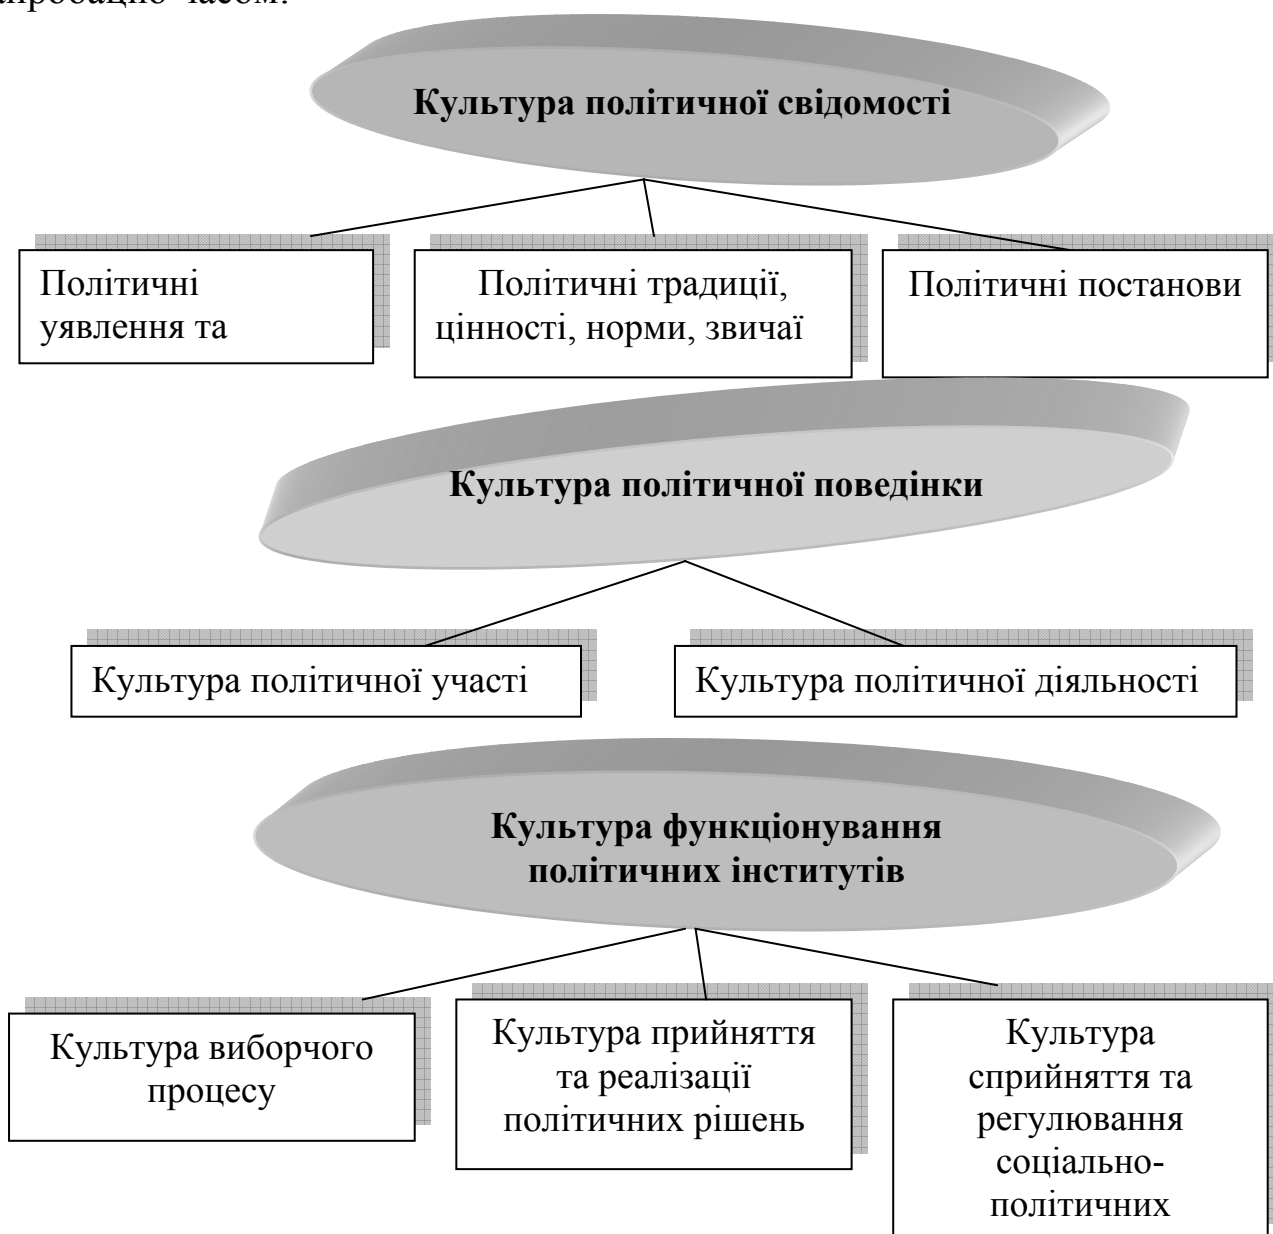 часом.
Культура політичної свідомості
Політичні
уявлення та
Політичні традиції,
цінності, норми, звичаї
Політичні постанови
Культура політичної поведінки
Культура політичної участі
Культура політичної діяльності
Культура функціонування
політичних інститутів
Культура виборчого
процесу
Культура прийняття
та реалізації
політичних рішень
Культура
сприйняття та
регулювання
соціально-
політичних